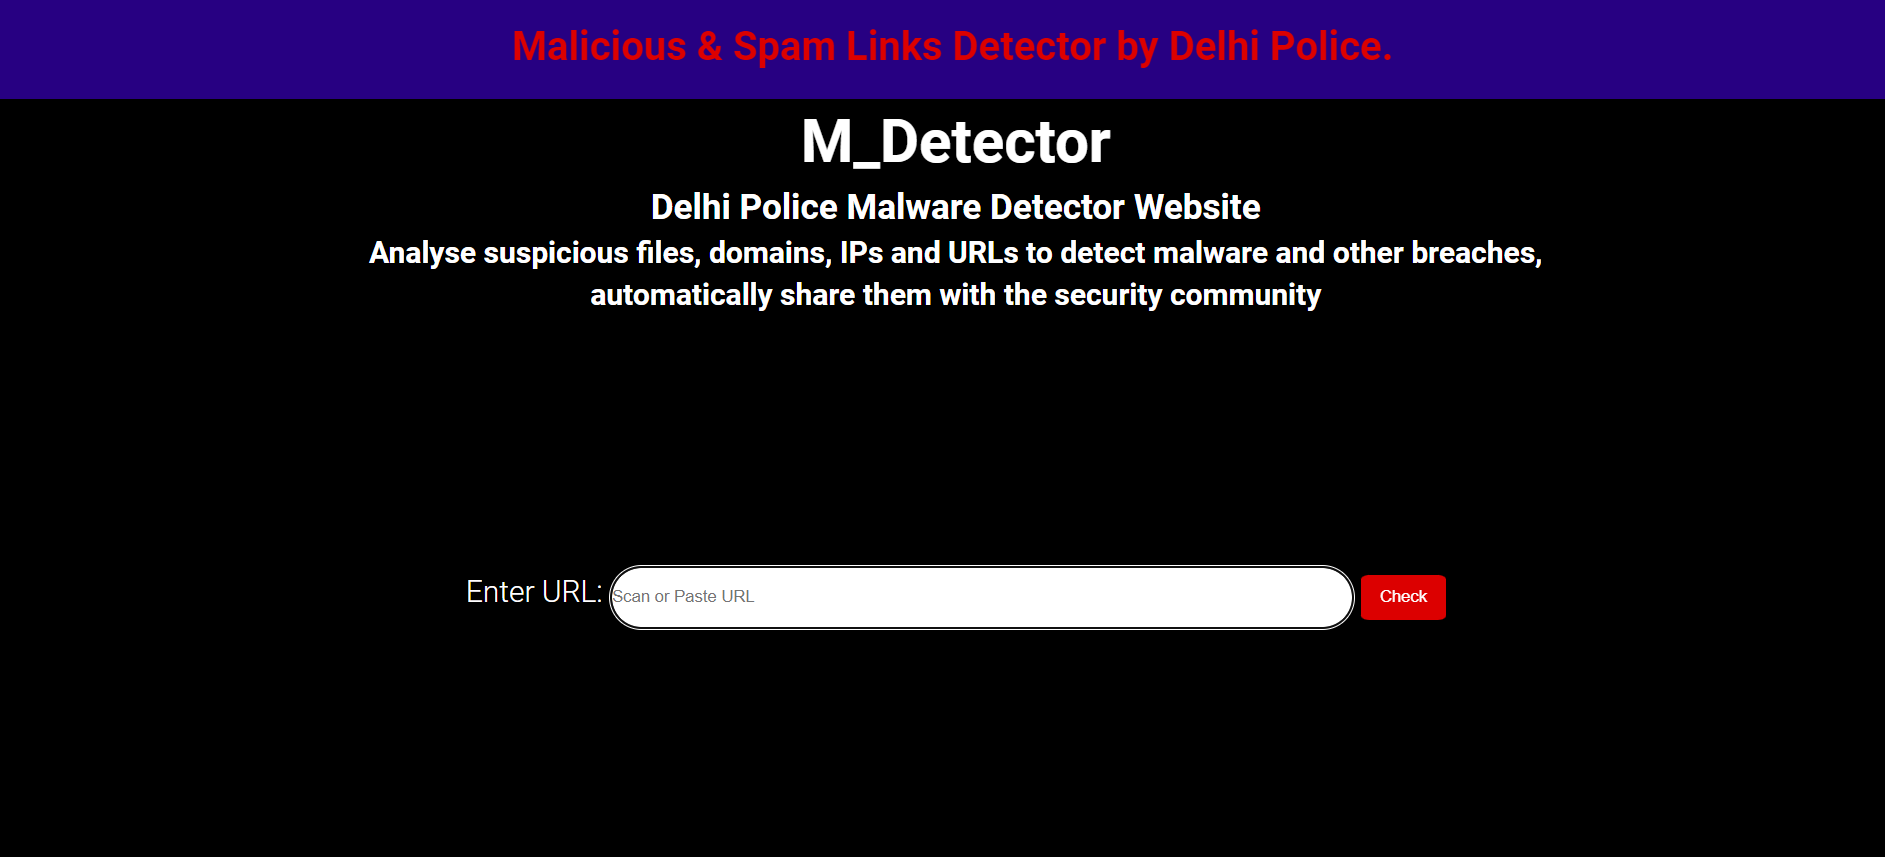 Malicious & Spam Links Detector by Delhi Police.
M_Detector
Delhi Police Malware Detector Website
Analyse suspicious files, domains, IPs and URLs to detect malware and other breaches,
automatically share them with the security community
Enter URL: Scan or Paste URL Check